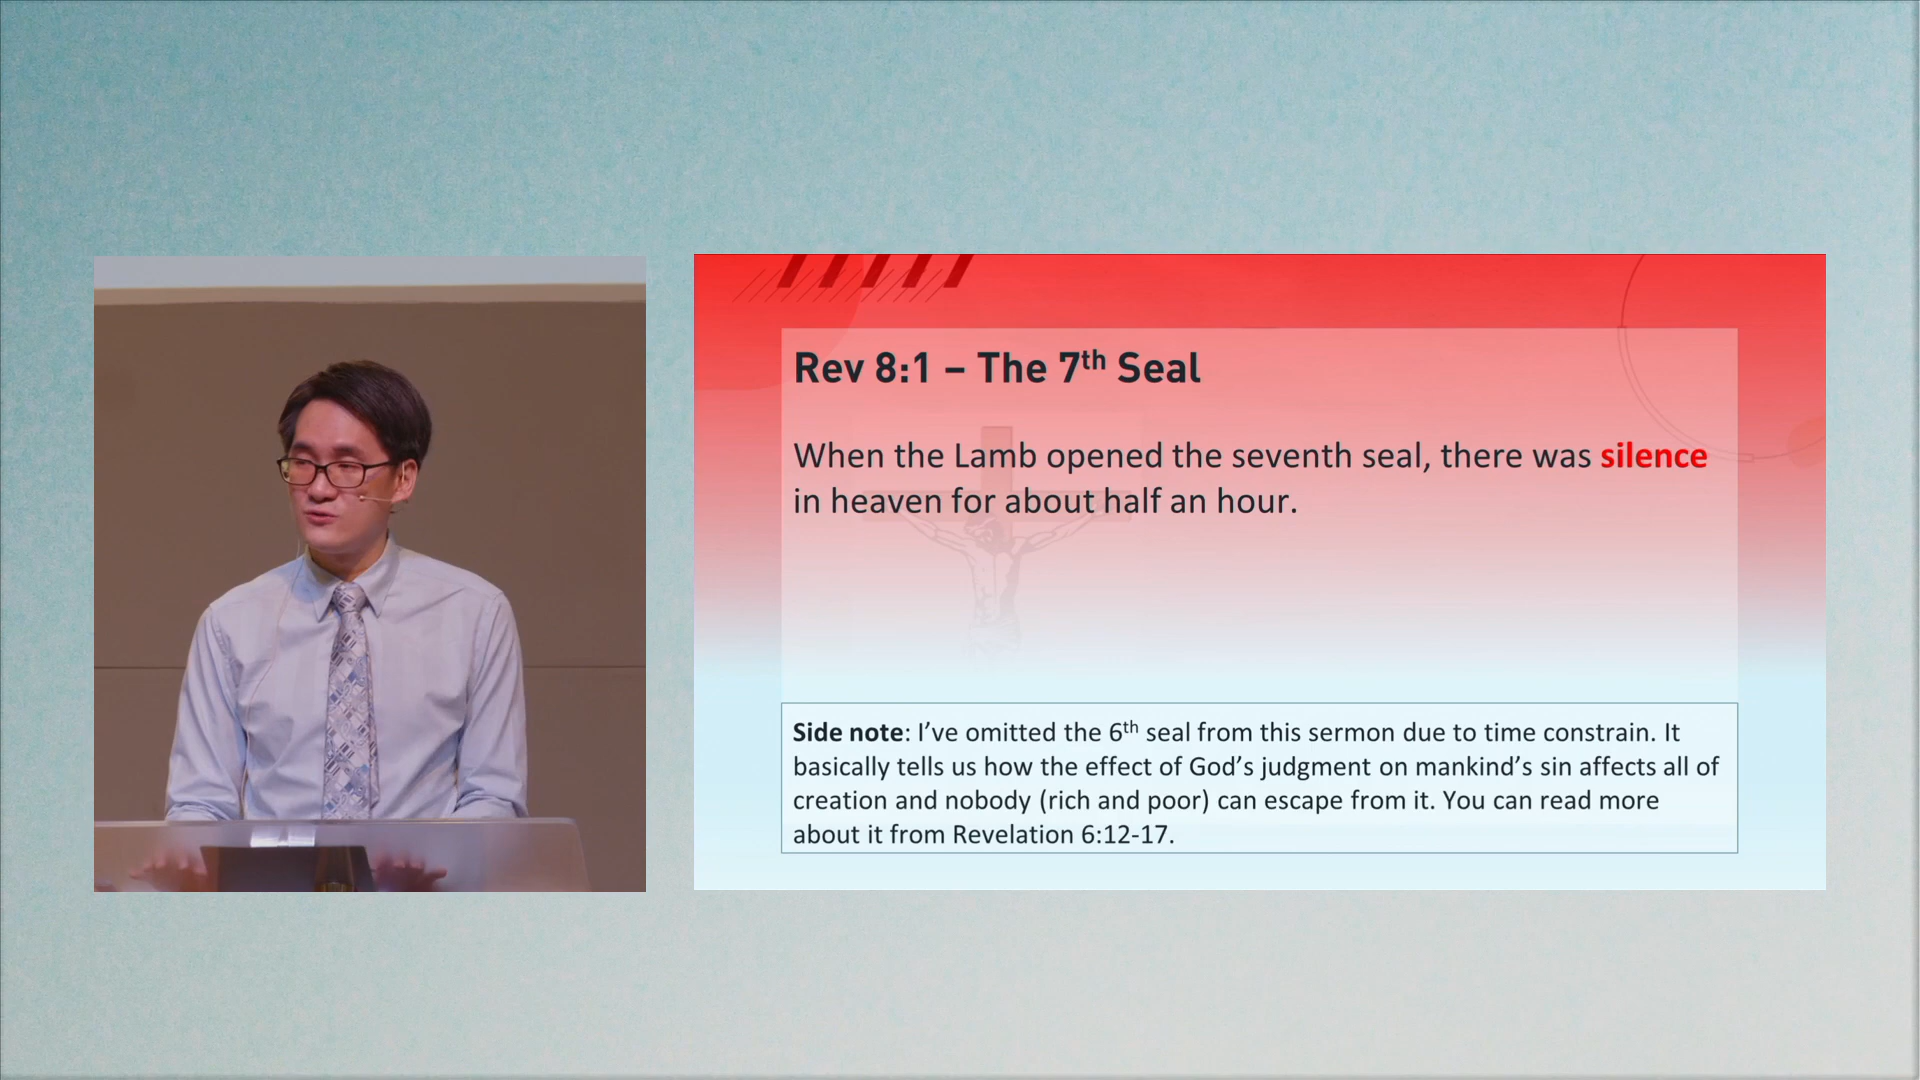 Rev 8:1 – The 7th Seal
When the Lamb opened the seventh seal, there was silence
in heaven for about half an hour.
Side note: I’ve omitted the 6th seal from this sermon due to time constrain. It
basically tells us how the effect of God’s judgment on mankind’s sin affects all of
creation and nobody (rich and poor) can escape from it. You can read more
about it from Revelation 6:12-17.